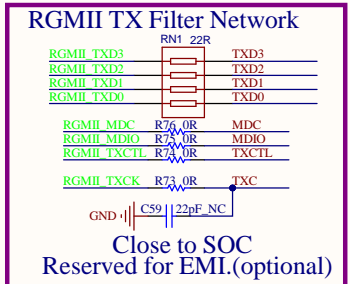 RGMII TX Filter Network
RN1 22R
RGMII_TXD3 TXD3
RGMII_TXD2 TXD2
RGMII_TXD1 TXD1
RGMII_TXD0 TXD0
RGMII_MDC R76 0R MDC
RGMII_MDIO R75 0R MDIO
RGMII_TXCTL R74 0R TXCTL
RGMII_TXCK R73 0R TXC
GND C59 22pF_NC
Close to SOC
Reserved for EMI.(optional)